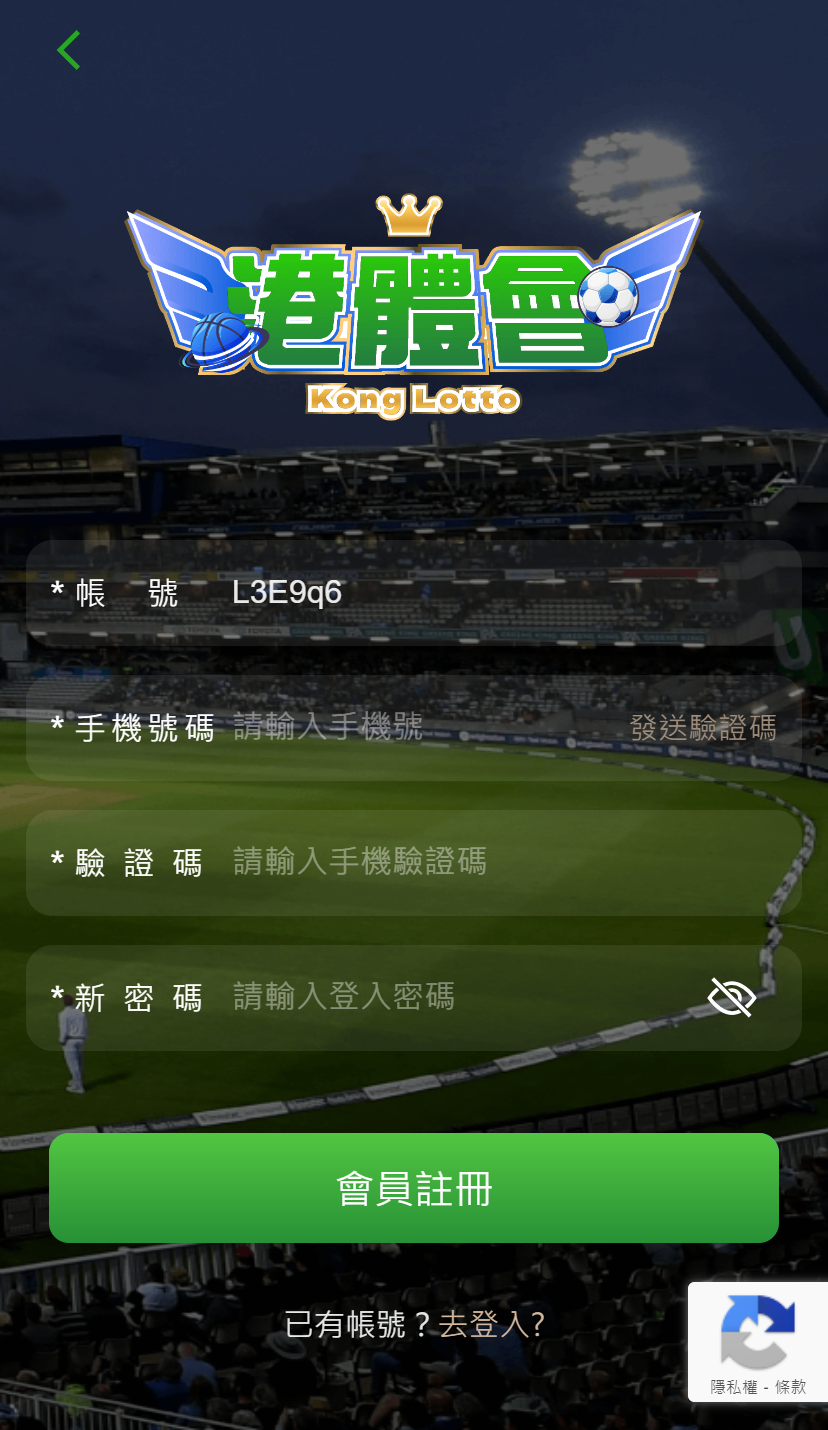 港體會
Kong Lotto
* 帳 號 L3E9q6
* 手機號碼 請輸入手機號 發送驗證碼
* 驗 證 碼 請輸入手機驗證碼
* 新 密 碼 請輸入登入密碼
會員註冊
已有帳號？去登入?
隱私權 - 條款